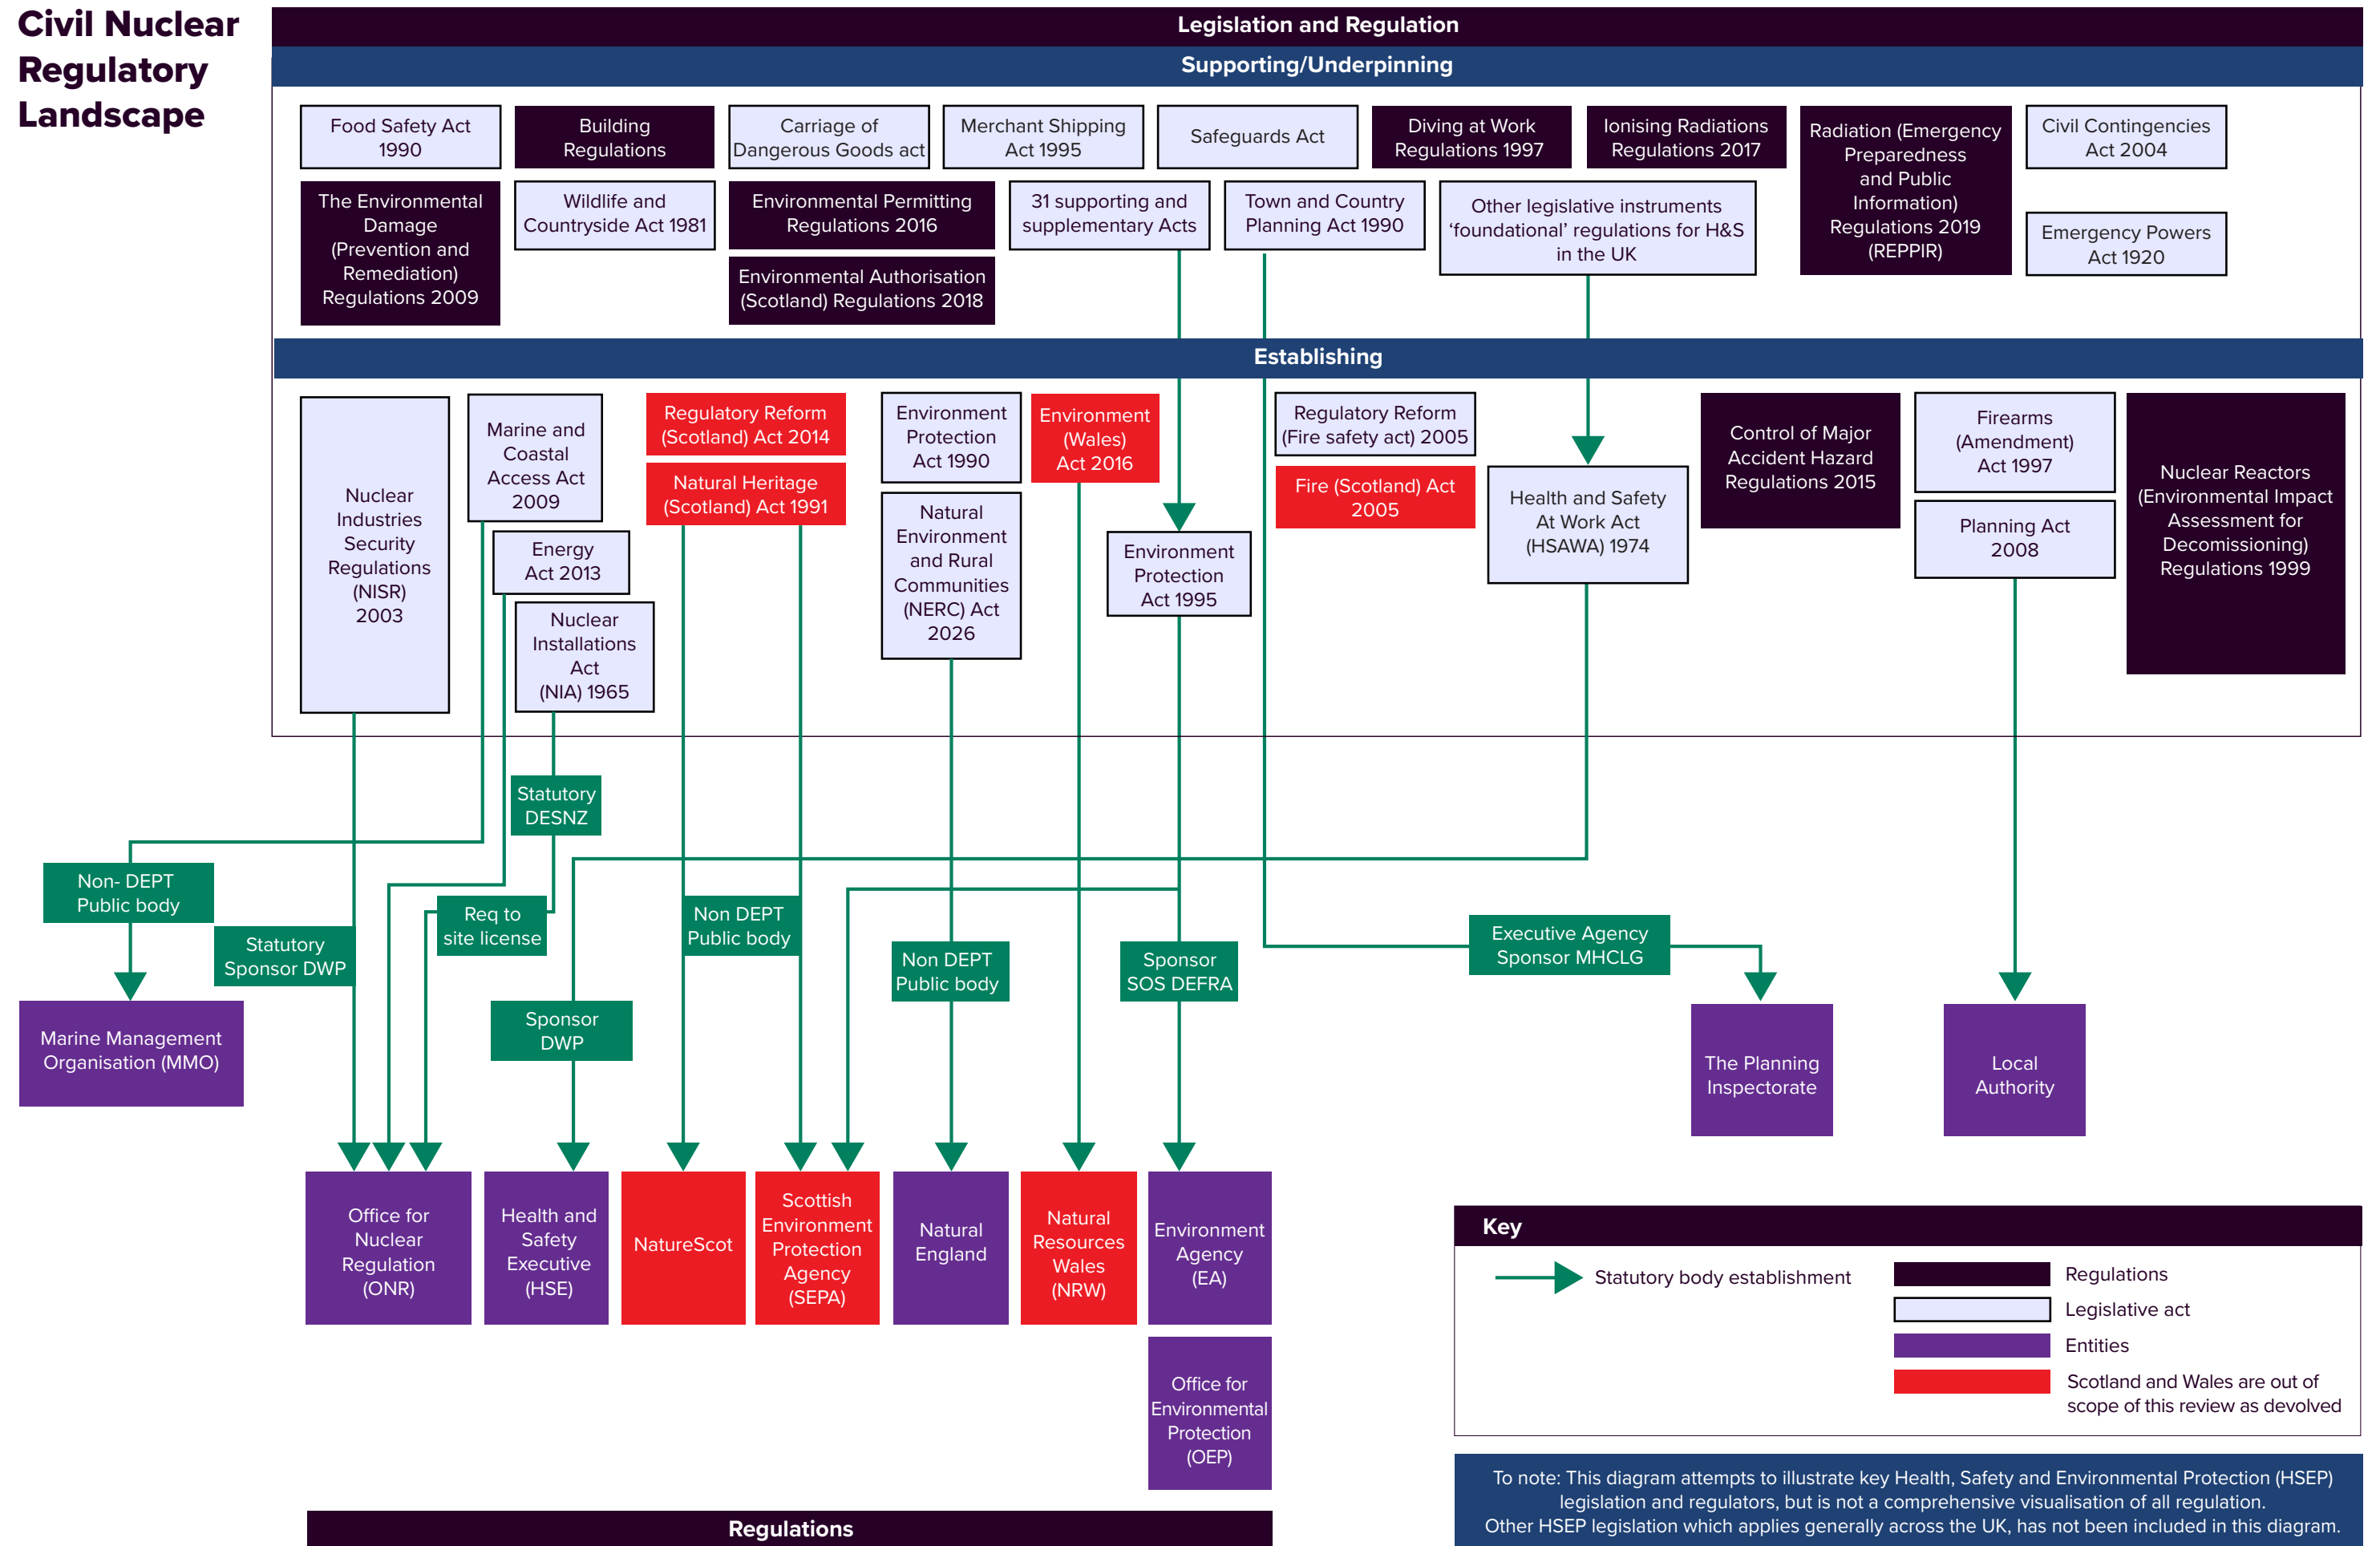 Civil Nuclear
Regulatory
Landscape
Legislation and Regulation
Supporting/Underpinning
Food Safety Act
1990
Building
Regulations
Carriage of
Dangerous Goods act
Merchant Shipping
Act 1995
Safeguards Act
Diving at Work
Regulations 1997
Ionising Radiations
Regulations 2017
Radiation (Emergency
Preparedness
and Public
Information)
Regulations 2019
(REPPIR)
Civil Contingencies
Act 2004
The Environmental
Damage
(Prevention and
Remediation)
Regulations 2009
Wildlife and
Countryside Act 1981
Environmental Permitting
Regulations 2016
Environmental Authorisation
(Scotland) Regulations 2018
31 supporting and
supplementary Acts
Town and Country
Planning Act 1990
Other legislative instruments
‘foundational’ regulations for H&S
in the UK
Emergency Powers
Act 1920
Establishing
Nuclear
Industries
Security
Regulations
(NISR)
2003
Marine and
Coastal
Access Act
2009
Energy
Act 2013
Nuclear
Installations
Act
(NIA) 1965
Regulatory Reform
(Scotland) Act 2014
Natural Heritage
(Scotland) Act 1991
Environment
Protection
Act 1990
Natural
Environment
and Rural
Communities
(NERC) Act
2026
Environment
(Wales)
Act 2016
Environment
Protection
Act 1995
Regulatory Reform
(Fire safety act) 2005
Fire (Scotland) Act
2005
Health and Safety
At Work Act
(HSAWA) 1974
Control of Major
Accident Hazard
Regulations 2015
Firearms
(Amendment)
Act 1997
Planning Act
2008
Nuclear Reactors
(Environmental Impact
Assessment for
Decomissioning)
Regulations 1999
Statutory
DESNZ
Non- DEPT
Public body
Statutory
Sponsor DWP
Req to
site license
Non DEPT
Public body
Non DEPT
Public body
Sponsor
SOS DEFRA
Executive Agency
Sponsor MHCLG
Sponsor
DWP
Marine Management
Organisation (MMO)
The Planning
Inspectorate
Local
Authority
Office for
Nuclear
Regulation
(ONR)
Health and
Safety
Executive
(HSE)
NatureScot
Scottish
Environment
Protection
Agency
(SEPA)
Natural
England
Natural
Resources
Wales
(NRW)
Environment
Agency
(EA)
Office for
Environmental
Protection
(OEP)
Regulations
Key
Statutory body establishment
Regulations
Legislative act
Entities
Scotland and Wales are out of
scope of this review as devolved
To note: This diagram attempts to illustrate key Health, Safety and Environmental Protection (HSEP)
legislation and regulators, but is not a comprehensive visualisation of all regulation.
Other HSEP legislation which applies generally across the UK, has not been included in this diagram.